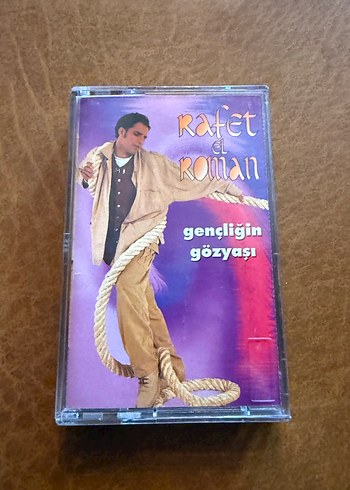 Rafet
el
Roman
gençliğin
gözyaşı